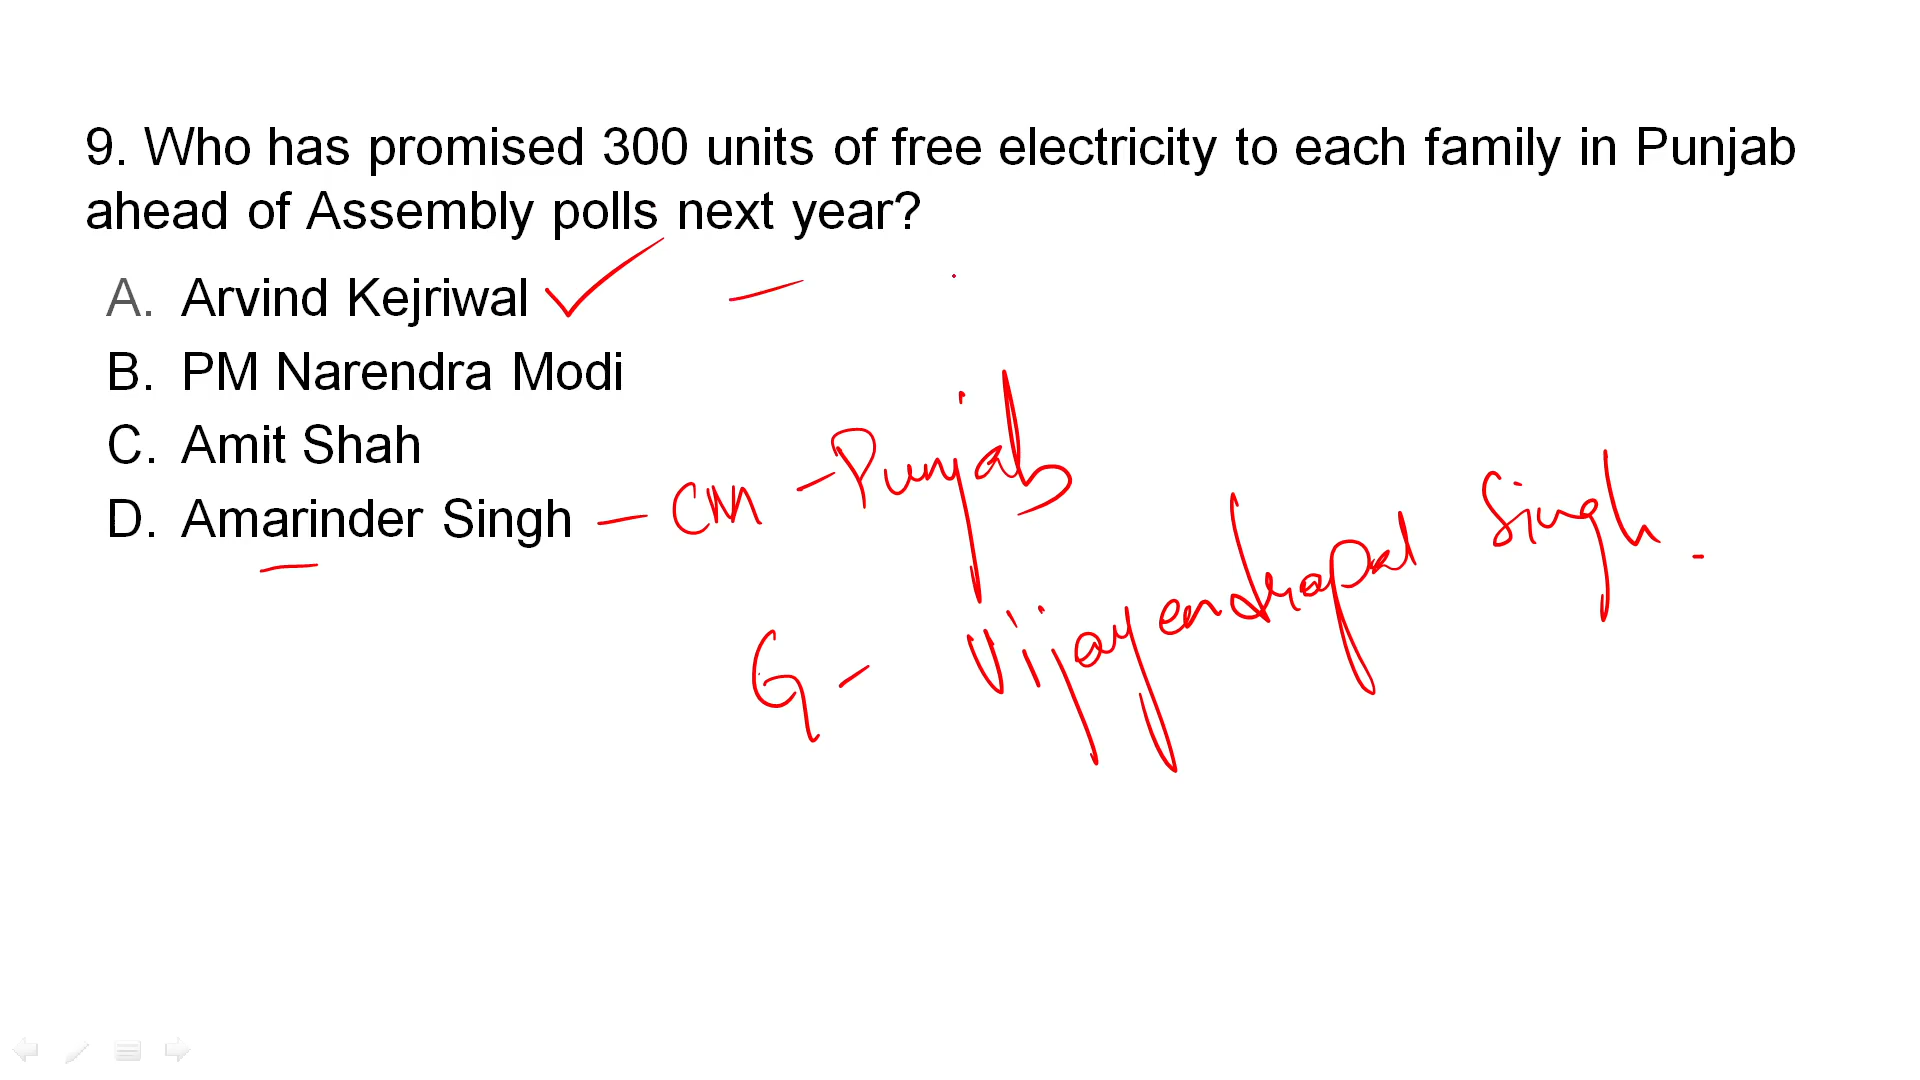 9. Who has promised 300 units of free electricity to each family in Punjab
ahead of Assembly polls next year?
A. Arvind Kejriwal
B. PM Narendra Modi
C. Amit Shah
D. Amarinder Singh - CM - Punjab
G - Vijayendrapal Singh.